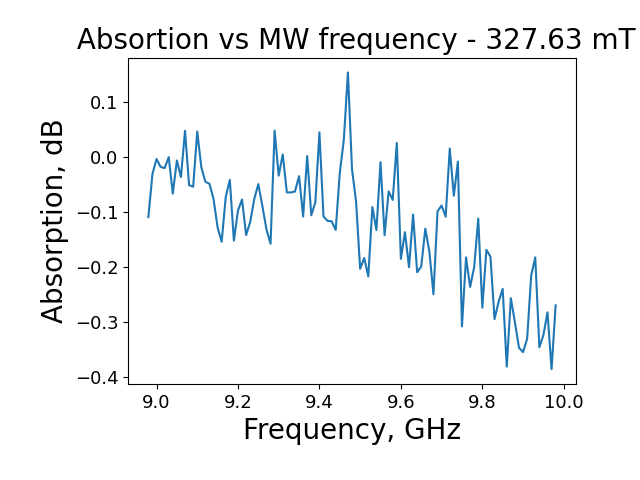 Absortion vs MW frequency - 327.63 mT
Absorption, dB
0.1
0.0
−0.1
−0.2
−0.3
−0.4
9.0 9.2 9.4 9.6 9.8 10.0
Frequency, GHz